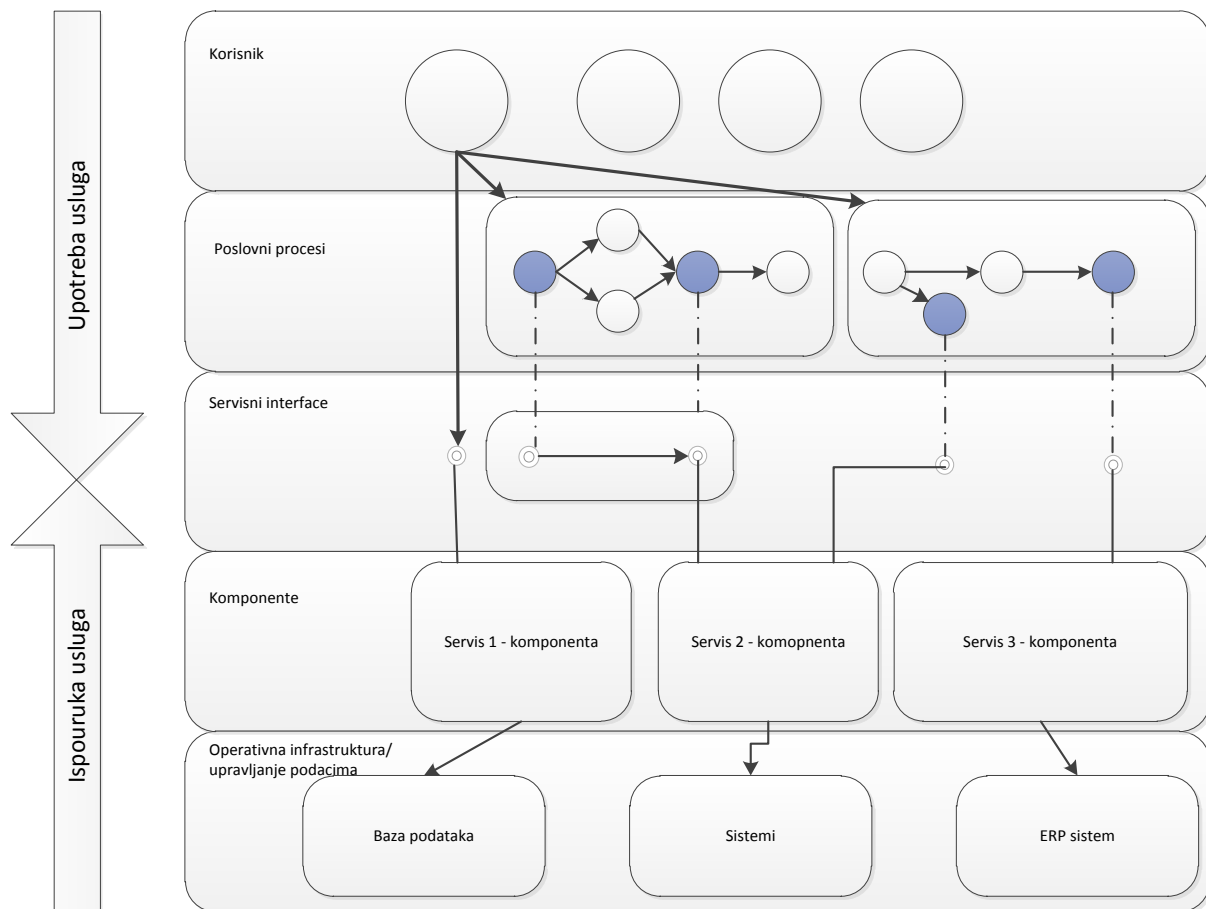 Upotreba usluga
Ispouruka usluga
Korisnik
Poslovni procesi
Servisni interface
Komponente
Servis 1 - komponenta
Servis 2 - komopnenta
Servis 3 - komponenta
Operativna infrastruktura/
upravljanje podacima
Baza podataka
Sistemi
ERP sistem